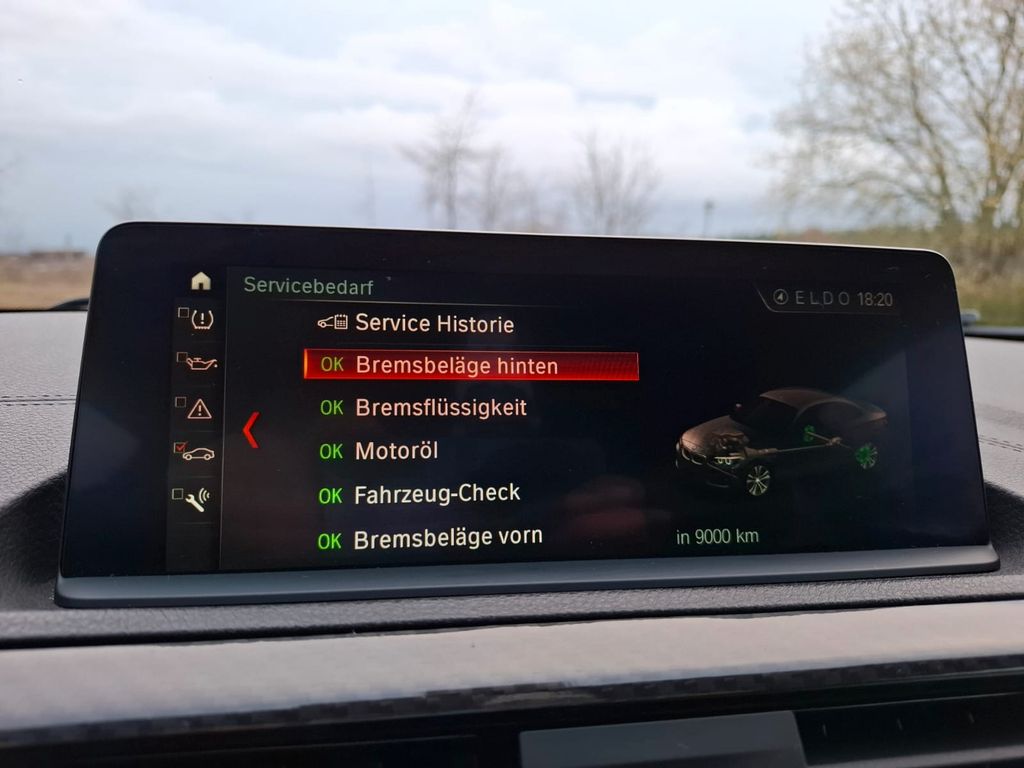 Servicebedarf
ELDO 18:20
Service Historie
OK Bremsbeläge hinten
OK Bremsflüssigkeit
OK Motoröl
OK Fahrzeug-Check
OK Bremsbeläge vorn
in 9000 km